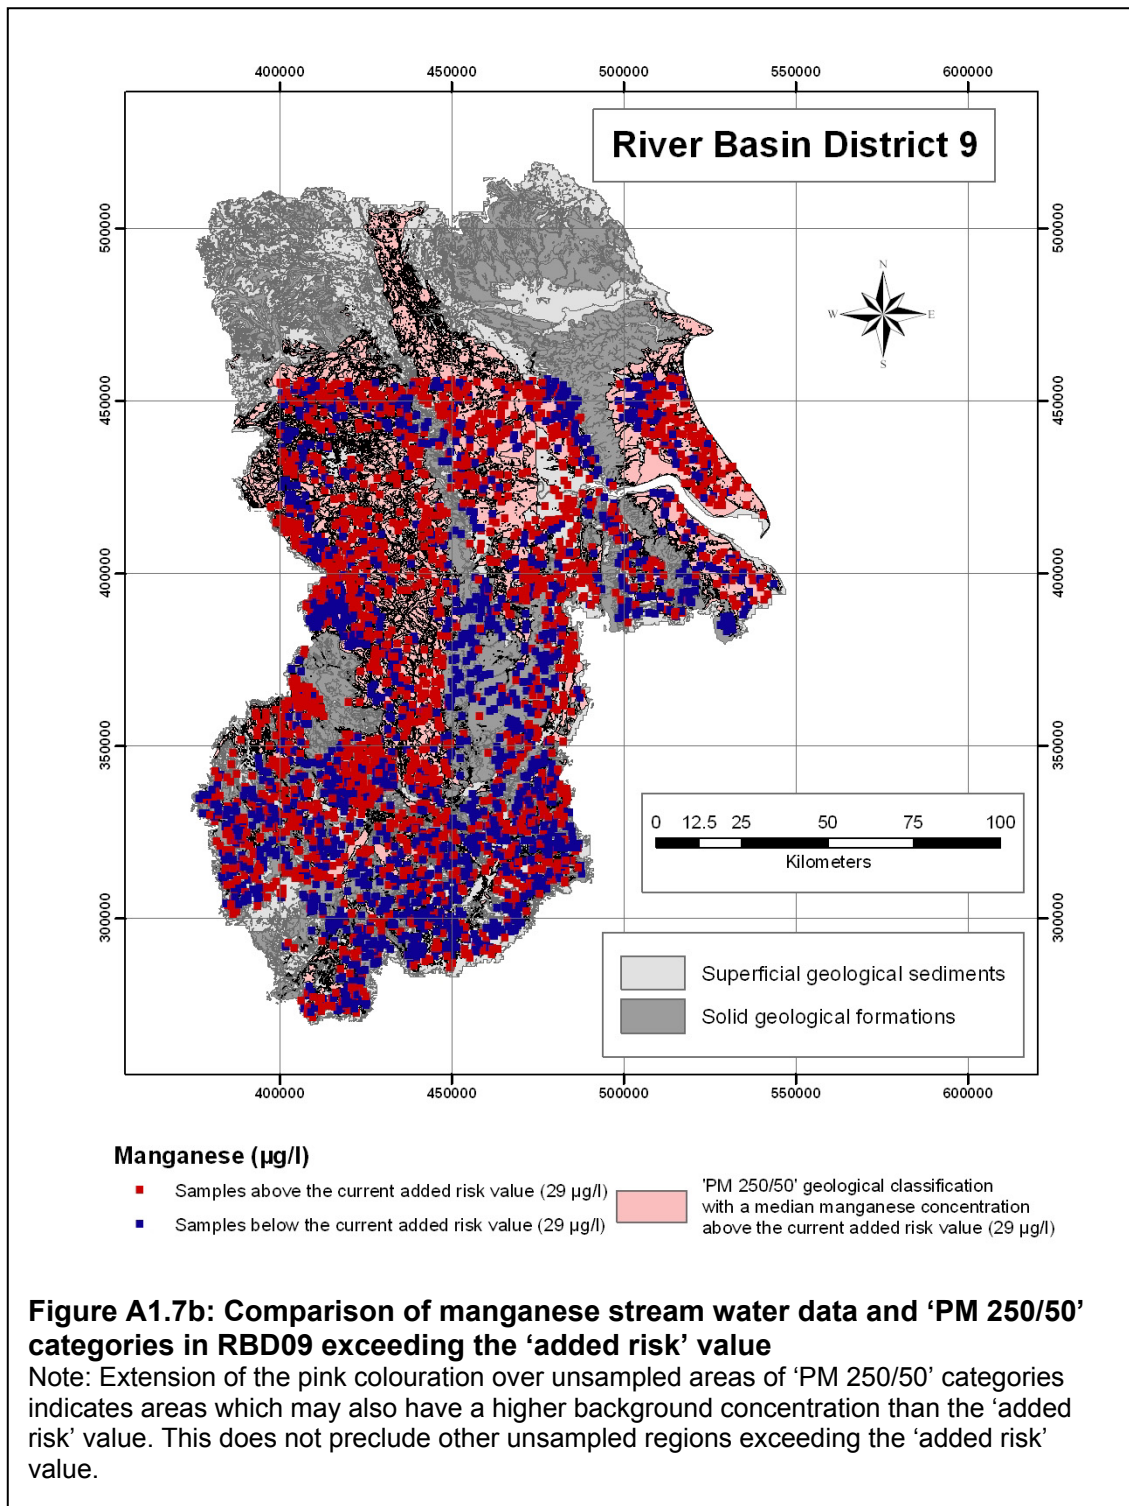 400000 450000 500000 550000 600000
River Basin District 9
500000 500000
N
W E
S
450000 450000
400000 400000
350000 350000
0 12.5 25 50 75 100
Kilometers
300000 300000
Superficial geological sediments
Solid geological formations
400000 450000 500000 550000 600000
Manganese (µg/l)
Samples above the current added risk value (29 µg/l)
Samples below the current added risk value (29 µg/l)
'PM 250/50' geological classification
with a median manganese concentration
above the current added risk value (29 µg/l)
Figure A1.7b: Comparison of manganese stream water data and ‘PM 250/50’
categories in RBD09 exceeding the ‘added risk’ value
Note: Extension of the pink colouration over unsampled areas of ‘PM 250/50’ categories
indicates areas which may also have a higher background concentration than the ‘added
risk’ value. This does not preclude other unsampled regions exceeding the ‘added risk’
value.